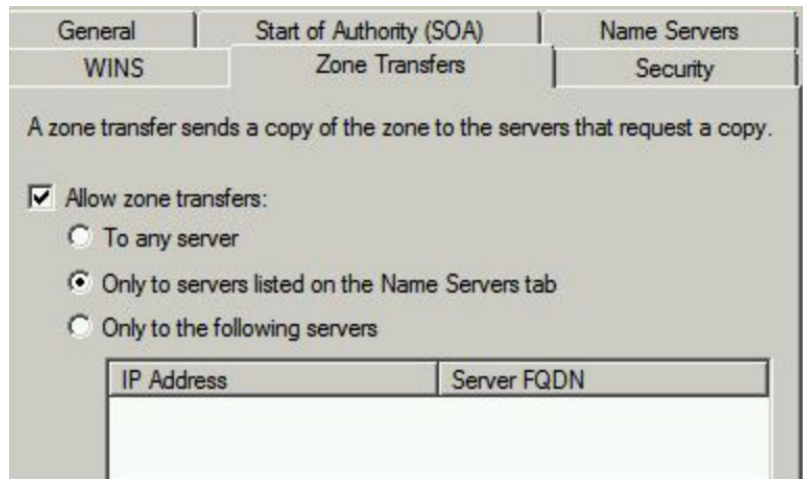 General Start of Authority (SOA) Name Servers
WINS Zone Transfers Security
A zone transfer sends a copy of the zone to the servers that request a copy.
Allow zone transfers:
To any server
Only to servers listed on the Name Servers tab
Only to the following servers
IP Address Server FQDN